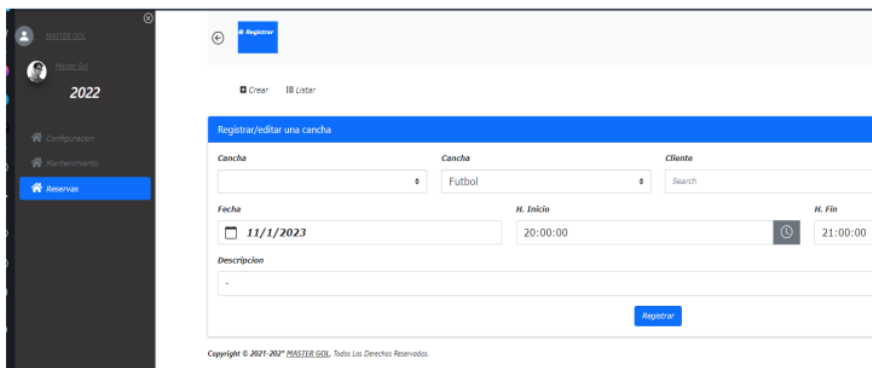 MASTER GOL
Master Gol
2022
Configuracion
Mantenimiento
Reservas
Registrar
Crear
Listar
Registrar/editar una cancha
Cancha
Cancha
Cliente
Futbol
Search
Fecha
H. Inicio
H. Fin
11/1/2023
20:00:00
21:00:00
Descripcion
-
Registrar
Copyright © 2021-202* MASTER GOL. Todos Los Derechos Reservados.